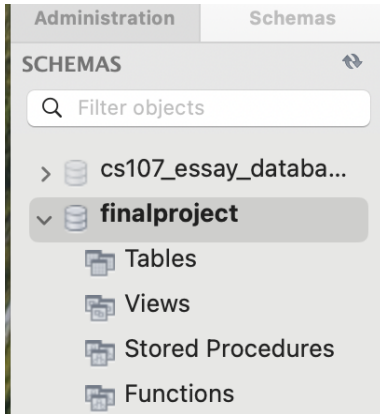 Administration Schemas
SCHEMAS
Filter objects
cs107_essay_databa...
finalproject
Tables
Views
Stored Procedures
Functions